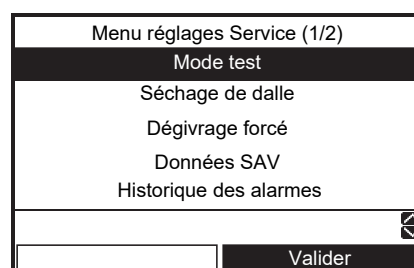 Menu réglages Service (1/2)
Mode test
Séchage de dalle
Dégivrage forcé
Données SAV
Historique des alarmes
Valider